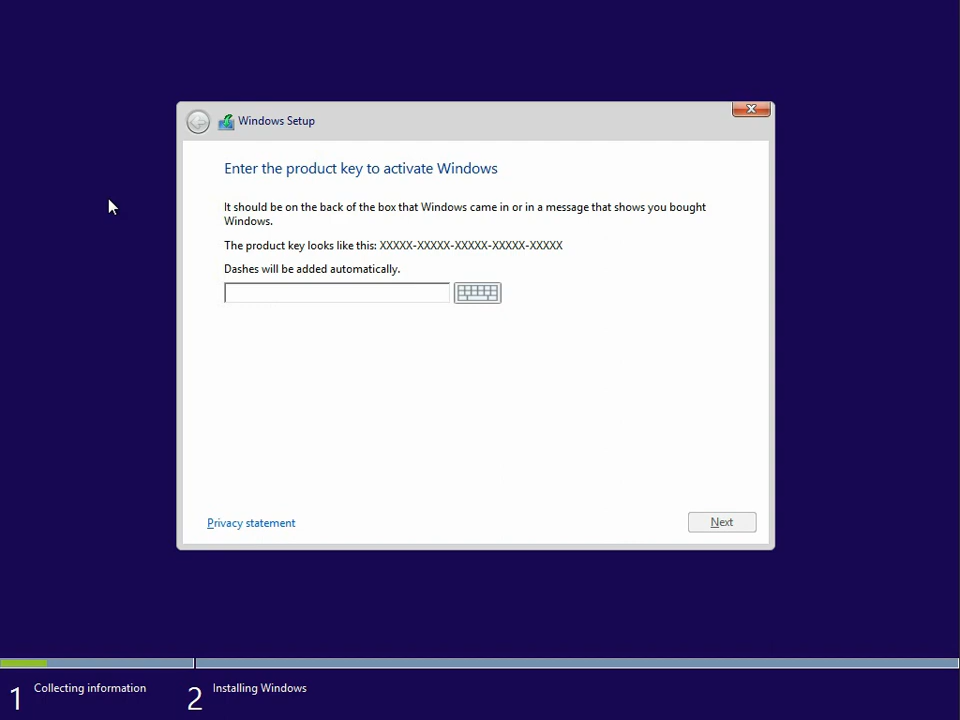 Windows Setup
Enter the product key to activate Windows
It should be on the back of the box that Windows came in or in a message that shows you bought
Windows.
The product key looks like this: XXXXX-XXXXX-XXXXX-XXXXX-XXXXX
Dashes will be added automatically.
Privacy statement
Next
1 Collecting information
2 Installing Windows